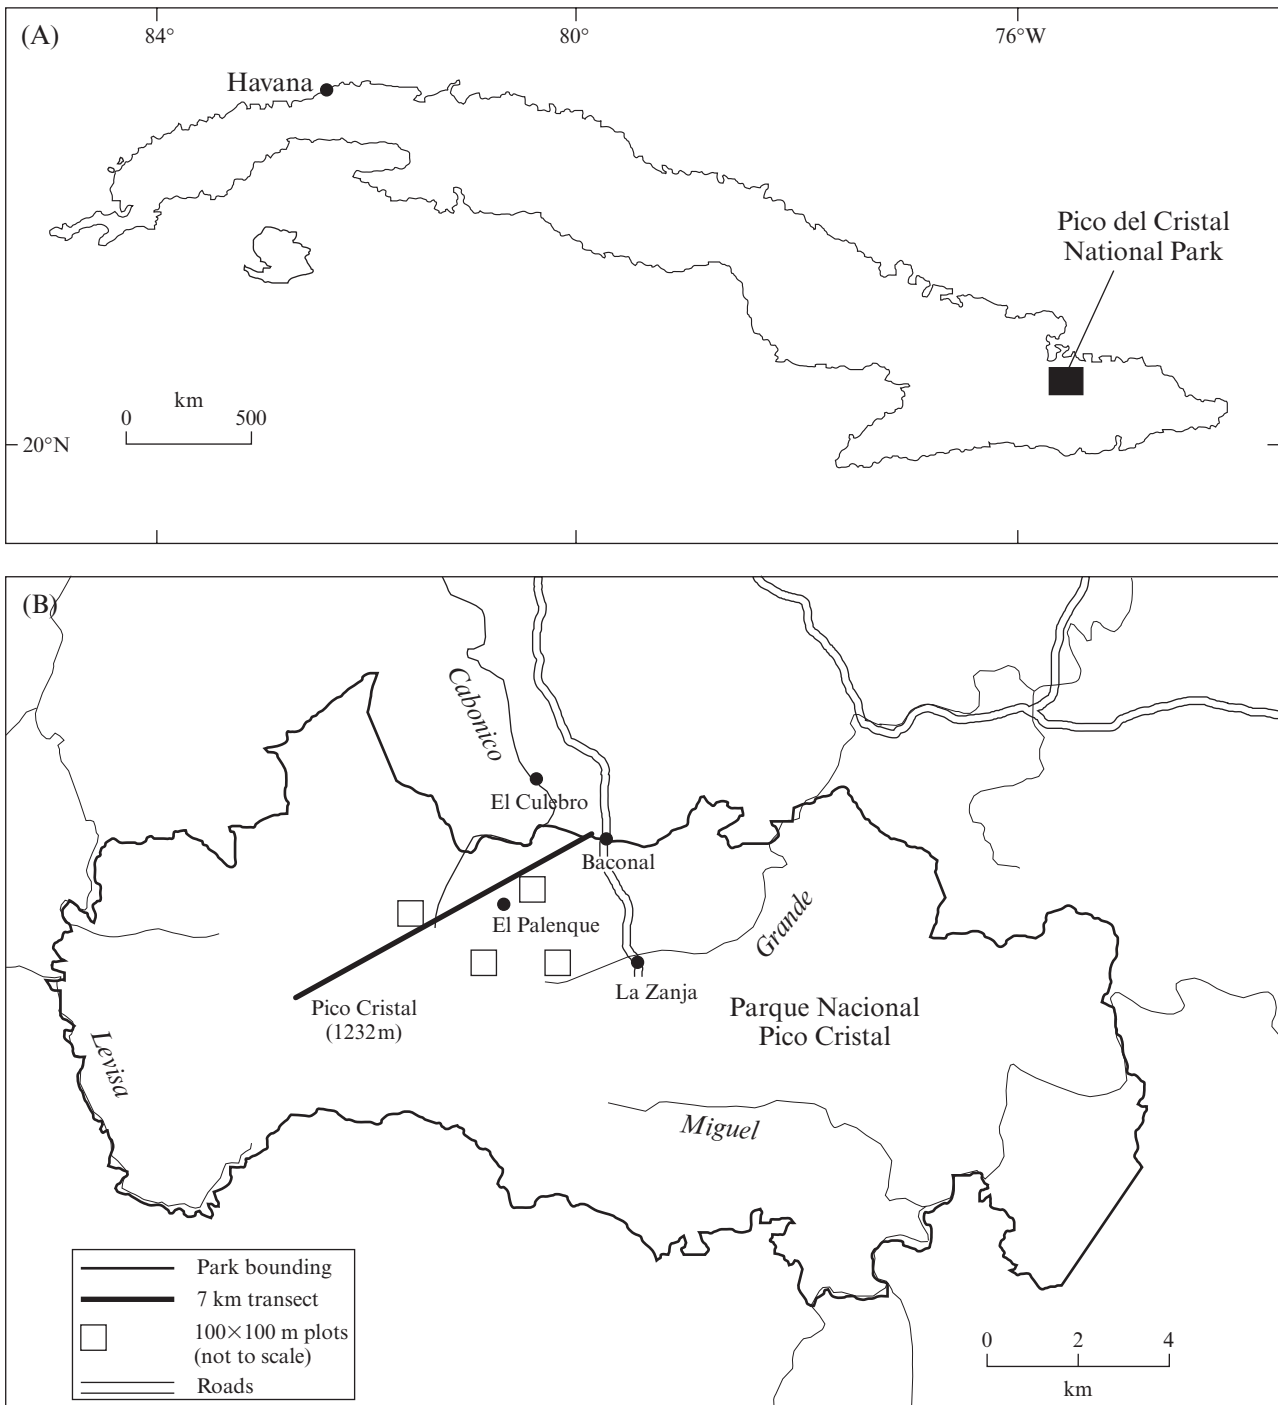 (A)
84°
80°
76°W
Havana
Pico del Cristal
National Park
km
0 500
20°N
(B)
Cabonico
El Culebro
Baconal
El Palenque
Grande
La Zanja
Pico Cristal
(1232 m)
Parque Nacional
Pico Cristal
Levisa
Miguel
Park bounding
7 km transect
100×100 m plots
(not to scale)
Roads
0 2 4
km